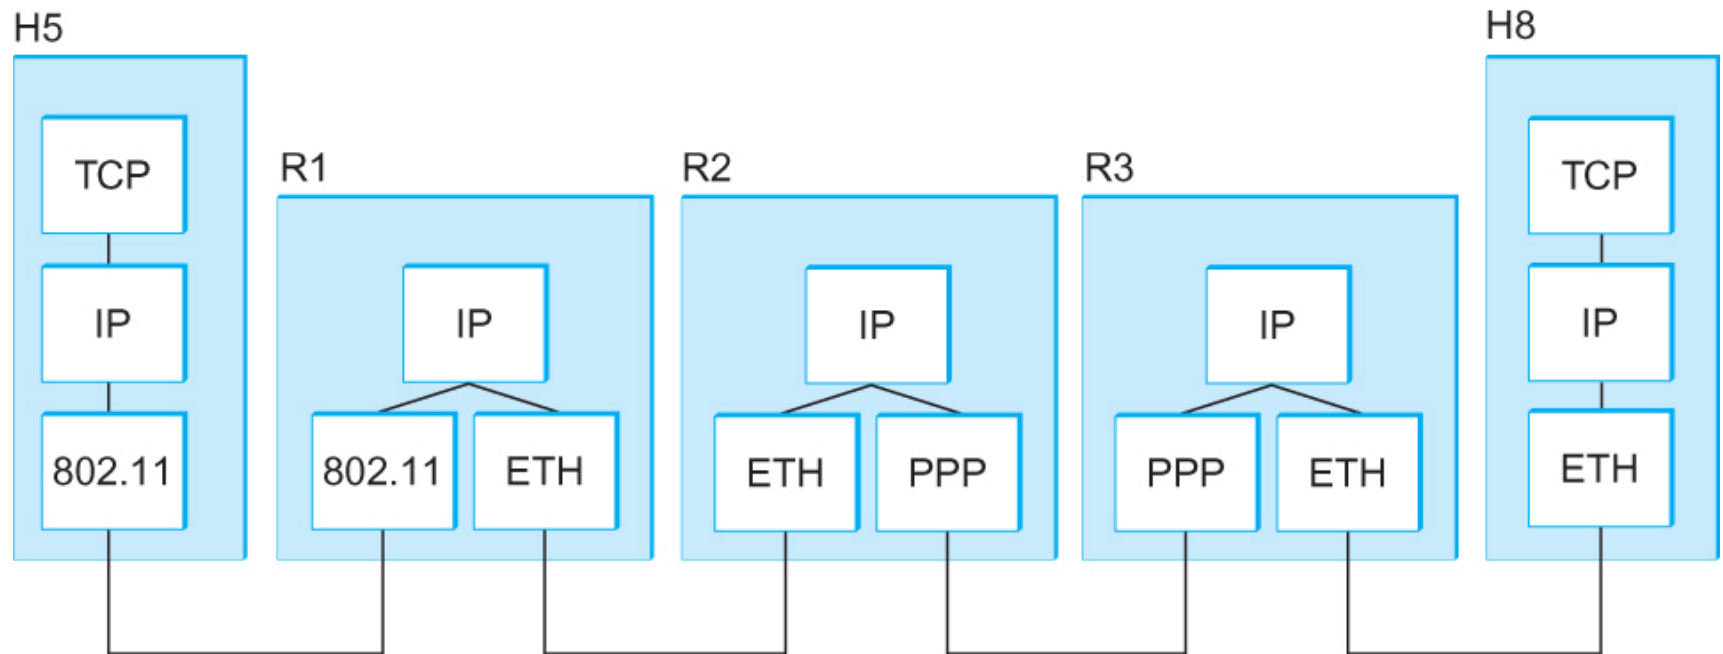 H5
H8
TCP
R1
R2
R3
TCP
IP
IP
IP
IP
IP
802.11
802.11
ETH
ETH
PPP
PPP
ETH
ETH